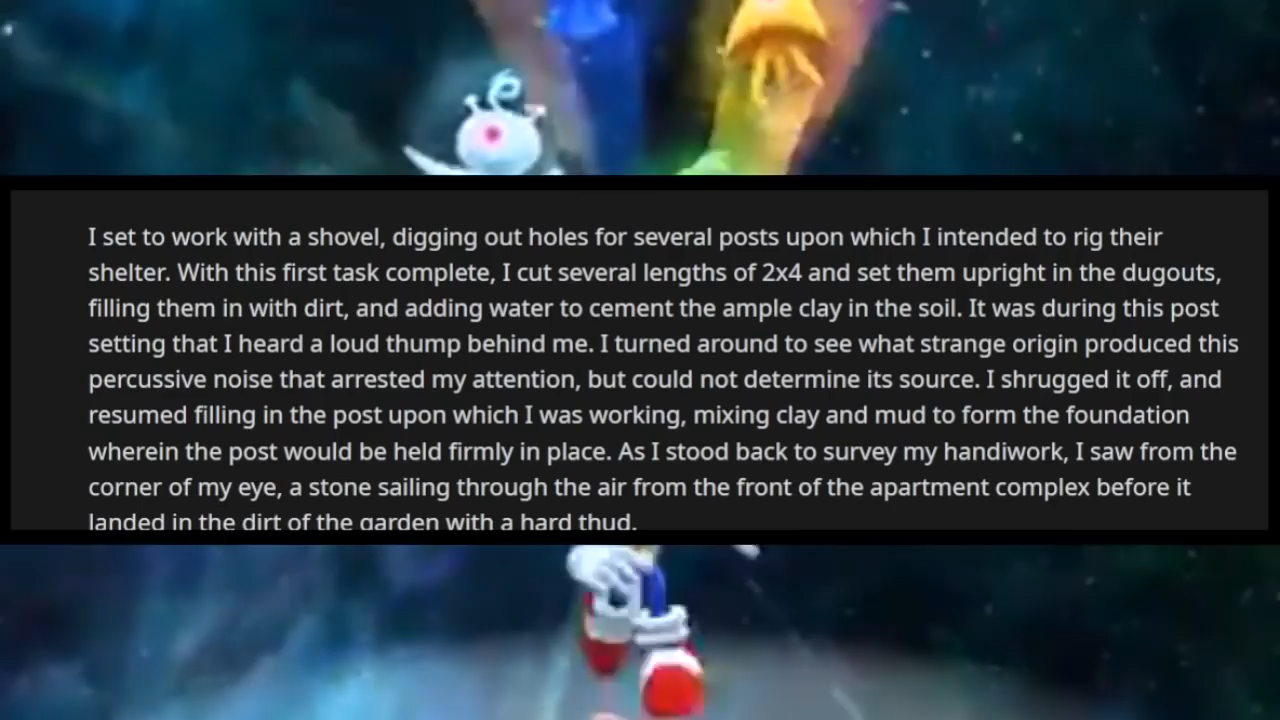 I set to work with a shovel, digging out holes for several posts upon which I intended to rig their
shelter. With this first task complete, I cut several lengths of 2x4 and set them upright in the dugouts,
filling them in with dirt, and adding water to cement the ample clay in the soil. It was during this post
setting that I heard a loud thump behind me. I turned around to see what strange origin produced this
percussive noise that arrested my attention, but could not determine its source. I shrugged it off, and
resumed filling in the post upon which I was working, mixing clay and mud to form the foundation
wherein the post would be held firmly in place. As I stood back to survey my handiwork, I saw from the
corner of my eye, a stone sailing through the air from the front of the apartment complex before it
landed in the dirt of the garden with a hard thud.